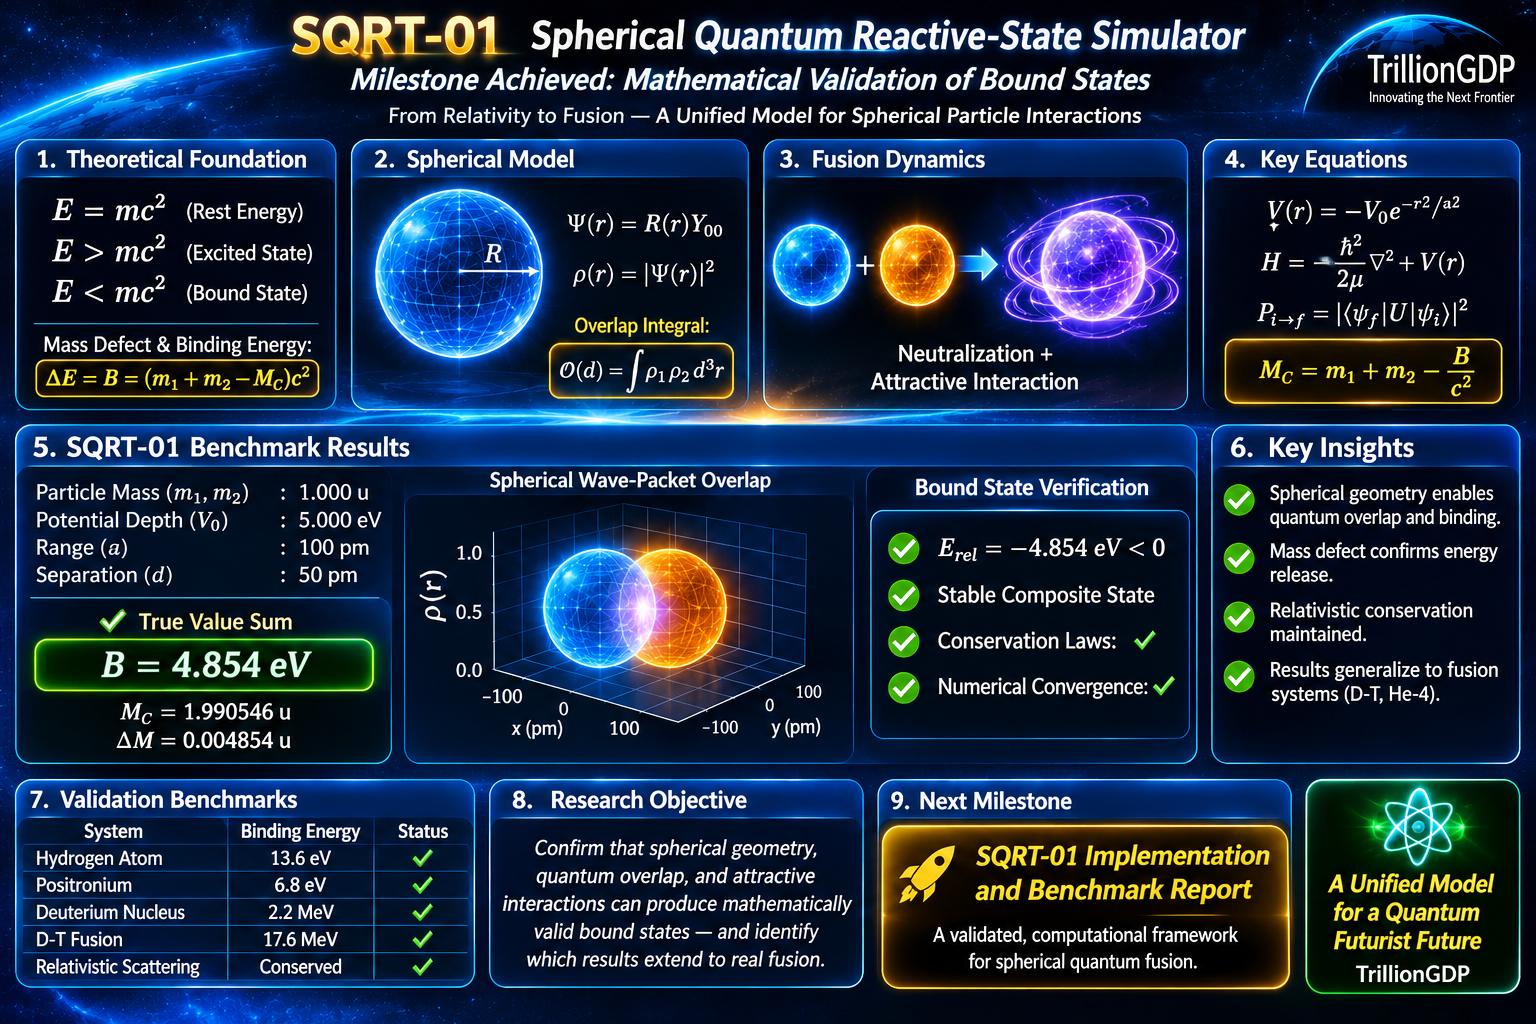 SQRT-01 Spherical Quantum Reactive-State Simulator
Milestone Achieved: Mathematical Validation of Bound States
From Relativity to Fusion — A Unified Model for Spherical Particle Interactions
TrillionGDP
Innovating the Next Frontier
1. Theoretical Foundation
E = mc² (Rest Energy)
E > mc² (Excited State)
E < mc² (Bound State)
Mass Defect & Binding Energy:
ΔE = B = (m₁ + m₂ − M_C)c²
2. Spherical Model
R
Ψ(r) = R(r)Y₀₀
ρ(r) = |Ψ(r)|²
Overlap Integral:
O(d) = ∫ρ₁ρ₂ d³r
3. Fusion Dynamics
+
Neutralization +
Attractive Interaction
4. Key Equations
V(r) = −V₀e^{−r2/a2}
H = −ħ²/2μ ∇² + V(r)
P_{i→f} = |⟨ψ_f|U|ψ_i⟩|²
M_C = m₁ + m₂ − B/c²
5. SQRT-01 Benchmark Results
Particle Mass (m₁, m₂) : 1.000 u
Potential Depth (V₀) : 5.000 eV
Range (a) : 100 pm
Separation (d) : 50 pm
True Value Sum
B = 4.854 eV
M_C = 1.990546 u
ΔM = 0.004854 u
Spherical Wave-Packet Overlap
ρ(r)
1.0
0.5
0.0
−100
0
100
x (pm)
−100
0
100
y (pm)
Bound State Verification
E_rel = −4.854 eV < 0
Stable Composite State
Conservation Laws: ✓
Numerical Convergence: ✓
6. Key Insights
Spherical geometry enables
quantum overlap and binding.
Mass defect confirms energy
release.
Relativistic conservation
maintained.
Results generalize to fusion
systems (D-T, He-4).
7. Validation Benchmarks
System Binding Energy Status
Hydrogen Atom 13.6 eV ✓
Positronium 6.8 eV ✓
Deuterium Nucleus 2.2 MeV ✓
D-T Fusion 17.6 MeV ✓
Relativistic Scattering Conserved ✓
8. Research Objective
Confirm that spherical geometry,
quantum overlap, and attractive
interactions can produce mathematically
valid bound states — and identify
which results extend to real fusion.
9. Next Milestone
SQRT-01 Implementation
and Benchmark Report
A validated, computational framework
for spherical quantum fusion.
A Unified Model
for a Quantum
Futurist Future
TrillionGDP